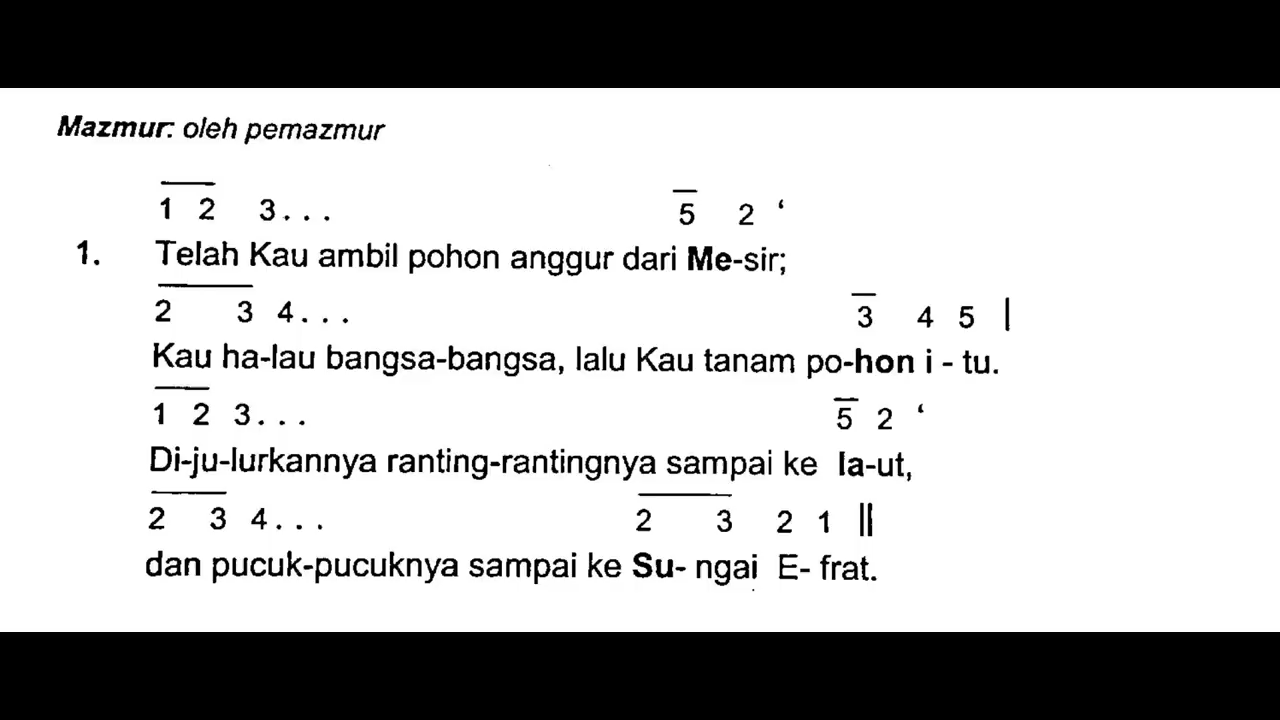 Mazmur: oleh pemazmur
1 2 3... 5 2 ‘
1. Telah Kau ambil pohon anggur dari Me-sir;
2 3 4... 3 4 5 |
Kau ha-lau bangsa-bangsa, lalu Kau tanam po-hon i - tu.
1 2 3... 5 2 ‘
Di-ju-lurkannya ranting-rantingnya sampai ke la-ut,
2 3 4... 2 3 2 1 ||
dan pucuk-pucuknya sampai ke Su- ngai E- frat.